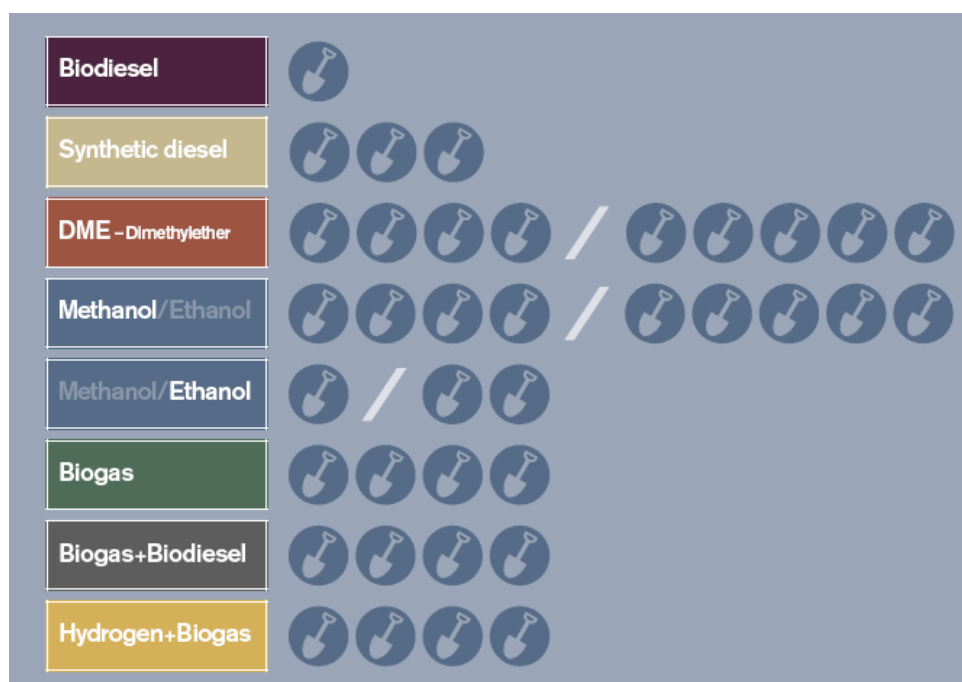 Biodiesel
Synthetic diesel
DME – Dimethylether
Methanol/Ethanol
Methanol/Ethanol
Biogas
Biogas+Biodiesel
Hydrogen+Biogas